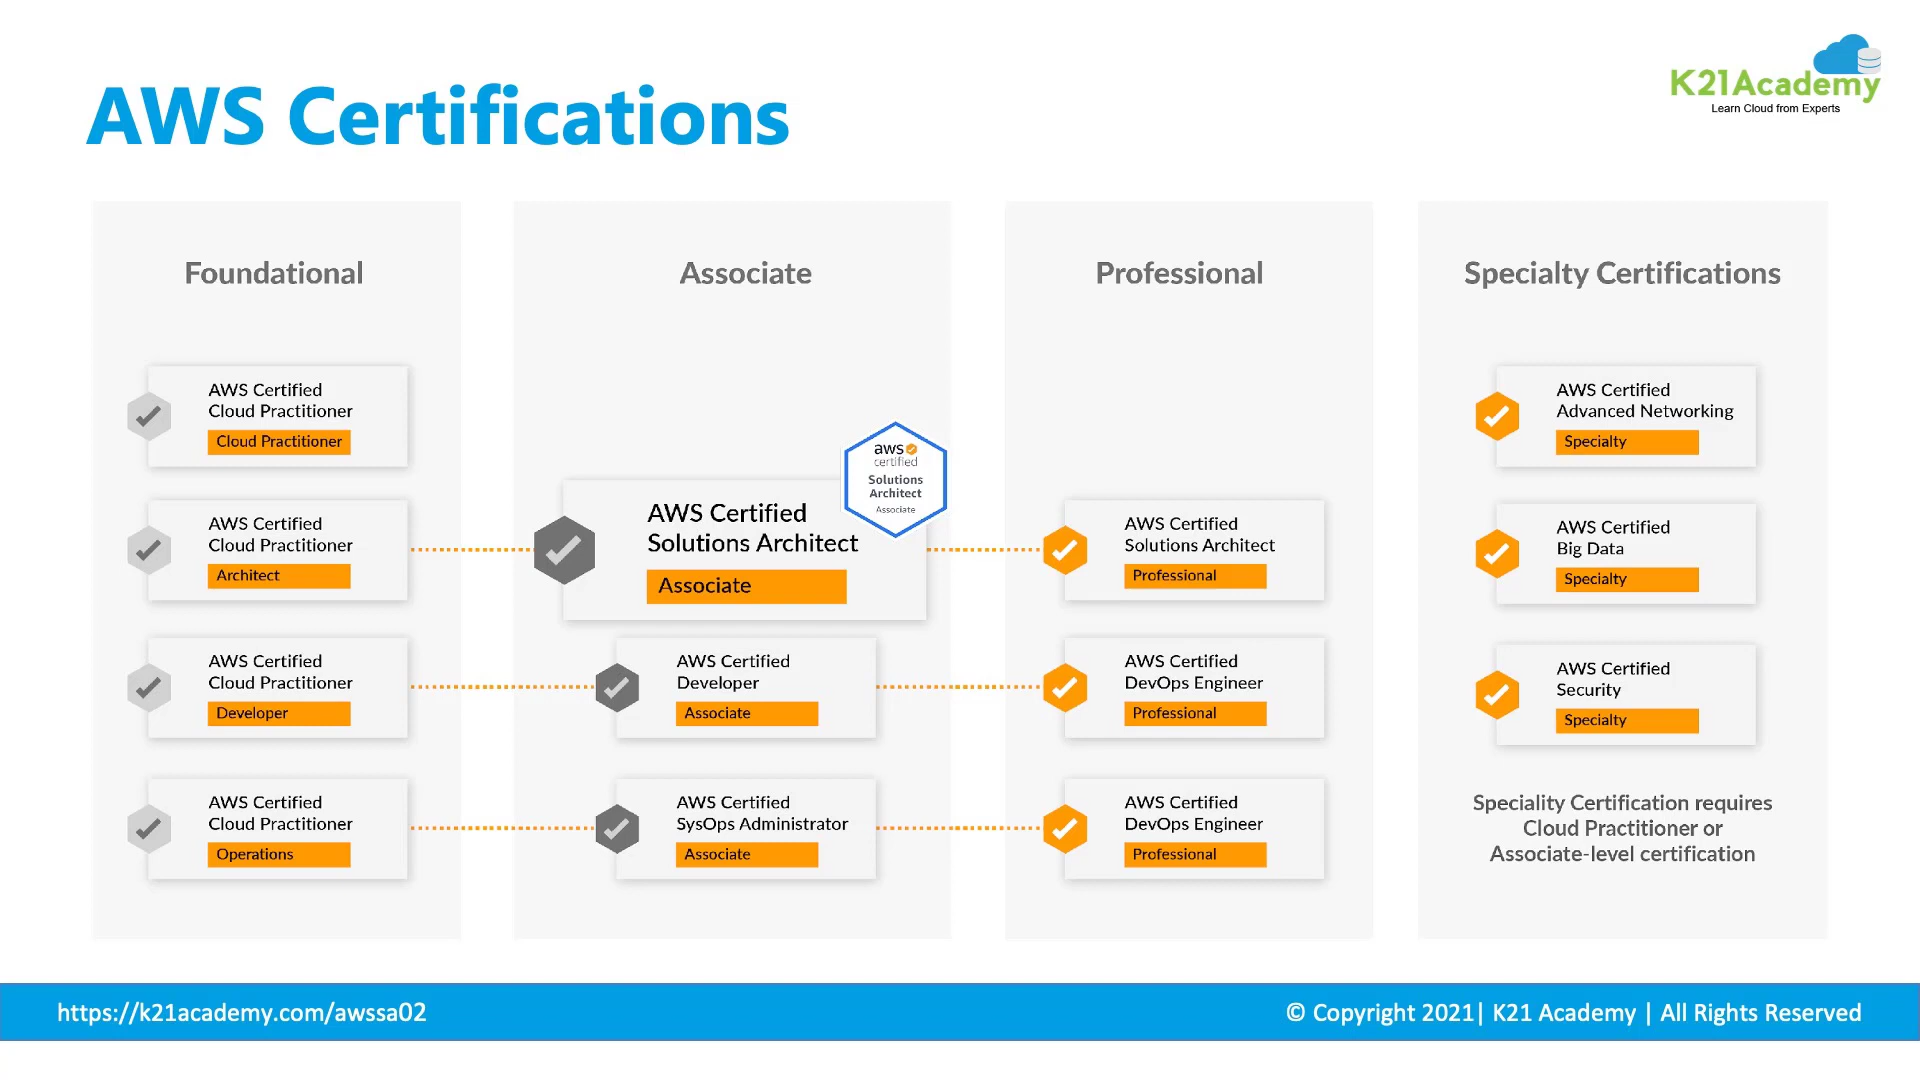 AWS Certifications
K21Academy
Learn Cloud from Experts
Foundational
AWS Certified
Cloud Practitioner
Cloud Practitioner
AWS Certified
Cloud Practitioner
Architect
AWS Certified
Cloud Practitioner
Developer
AWS Certified
Cloud Practitioner
Operations
Associate
aws
certified
Solutions
Architect
Associate
AWS Certified
Solutions Architect
Associate
AWS Certified
Developer
Associate
AWS Certified
SysOps Administrator
Associate
Professional
AWS Certified
Solutions Architect
Professional
AWS Certified
DevOps Engineer
Professional
AWS Certified
DevOps Engineer
Professional
Specialty Certifications
AWS Certified
Advanced Networking
Specialty
AWS Certified
Big Data
Specialty
AWS Certified
Security
Specialty
Speciality Certification requires
Cloud Practitioner or
Associate-level certification
https://k21academy.com/awssa02
© Copyright 2021| K21 Academy | All Rights Reserved